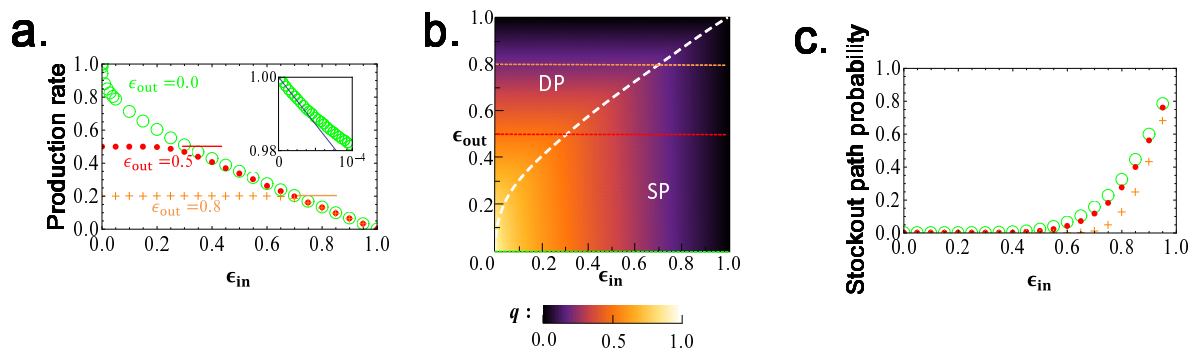 a.
Production rate
1.0
0.8
0.6
0.4
0.2
0.0
ϵout =0.0
ϵout =0.5
ϵout =0.8
1.00
0.98
0 10⁻⁴
0.0 0.2 0.4 0.6 0.8 1.0
ϵin
b.
1.0
0.8
0.6
ϵout
0.4
0.2
DP
SP
0.0 0.2 0.4 0.6 0.8 1.0
ϵin
q :
0.0 0.5 1.0
c.
Stockout path probability
1.0
0.8
0.6
0.4
0.2
0.0
0.0 0.2 0.4 0.6 0.8 1.0
ϵin